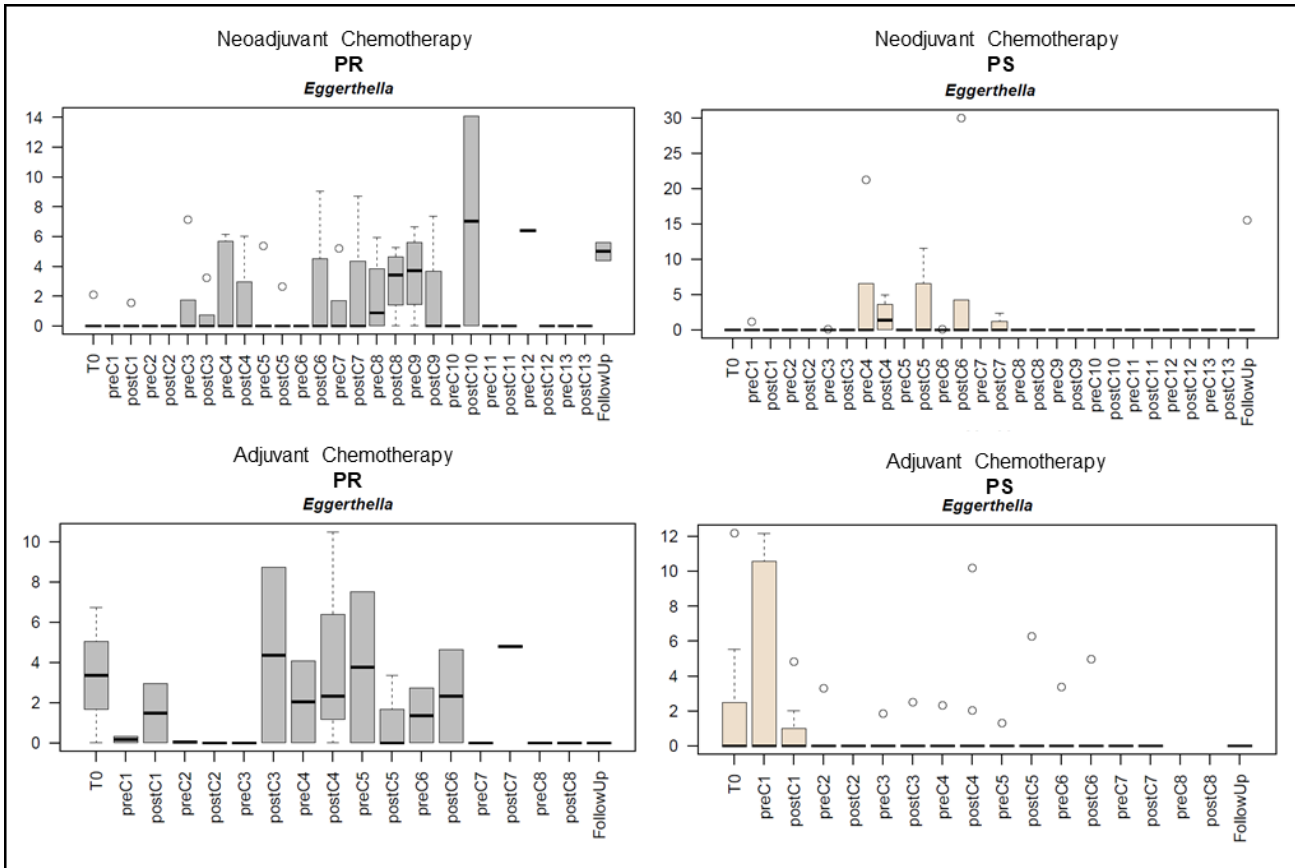 Neoadjuvant Chemotherapy
PR
Eggerthella
14
12
10
8
6
4
2
0
T0 preC1 postC1 preC2 postC2 preC3 postC3 preC4 postC4 preC5 postC5 preC6 postC6 preC7 postC7 preC8 postC8 preC9 postC9 preC10 postC10 preC11 postC11 preC12 postC12 preC13 postC13 FollowUp
Neodjuvant Chemotherapy
PS
Eggerthella
30
25
20
15
10
5
0
T0 preC1 postC1 preC2 postC2 preC3 postC3 preC4 postC4 preC5 postC5 preC6 postC6 preC7 postC7 preC8 postC8 preC9 postC9 preC10 postC10 preC11 postC11 preC12 postC12 preC13 postC13 FollowUp
Adjuvant Chemotherapy
PR
Eggerthella
10
8
6
4
2
0
T0 preC1 postC1 preC2 postC2 preC3 postC3 preC4 postC4 preC5 postC5 preC6 postC6 preC7 postC7 preC8 postC8 FollowUp
Adjuvant Chemotherapy
PS
Eggerthella
12
10
8
6
4
2
0
T0 preC1 postC1 preC2 postC2 preC3 postC3 preC4 postC4 preC5 postC5 preC6 postC6 preC7 postC7 preC8 postC8 FollowUp